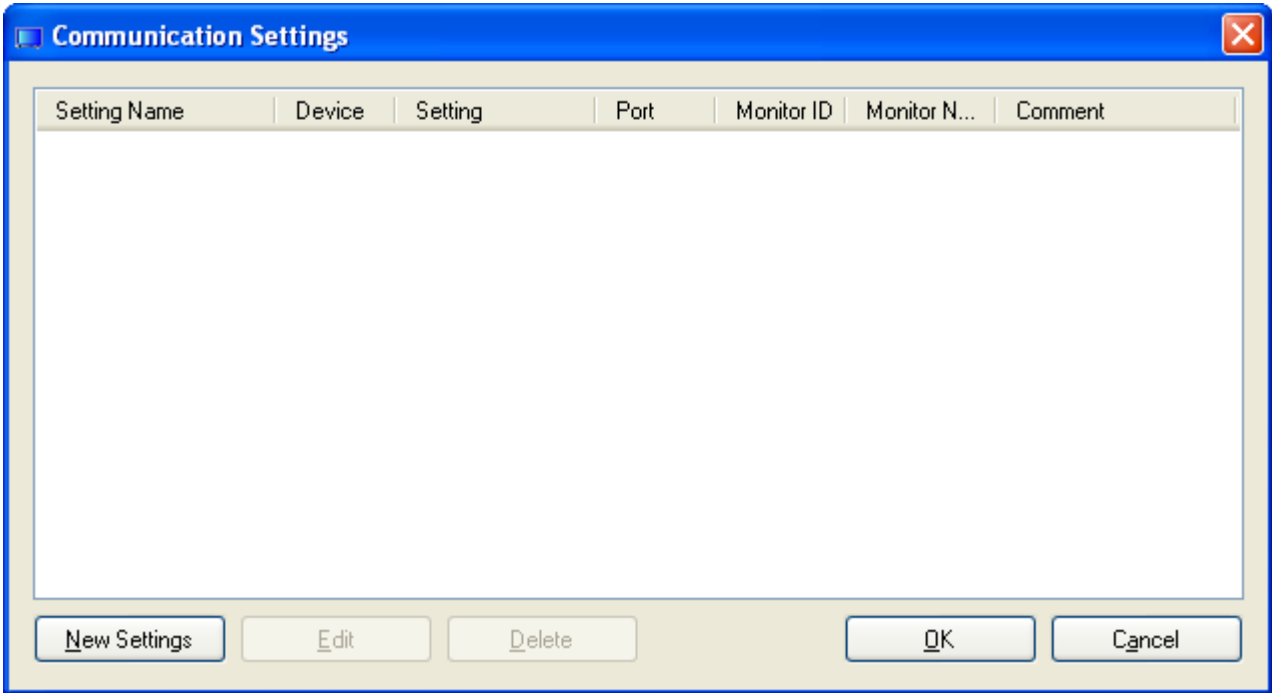 Communication Settings
Setting Name Device Setting Port Monitor ID Monitor N... Comment
New Settings Edit Delete OK Cancel